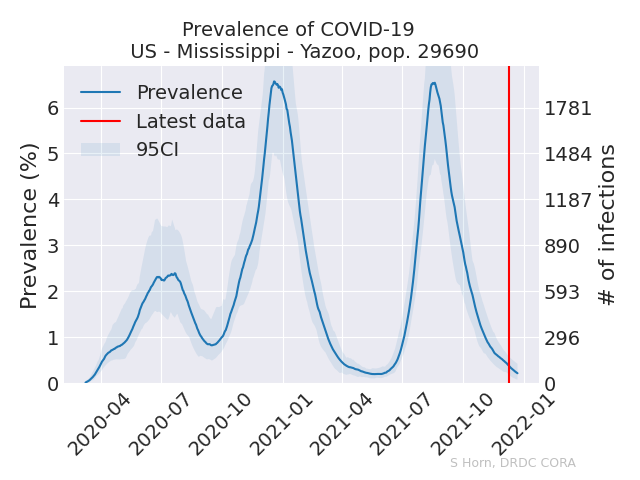 Prevalence of COVID-19
US - Mississippi - Yazoo, pop. 29690
Prevalence
Latest data
95CI
Prevalence (%)
6
5
4
3
2
1
0
1781
1484
1187
890
593
296
0
# of infections
2020-04
2020-07
2020-10
2021-01
2021-04
2021-07
2021-10
2022-01
S Horn, DRDC CORA